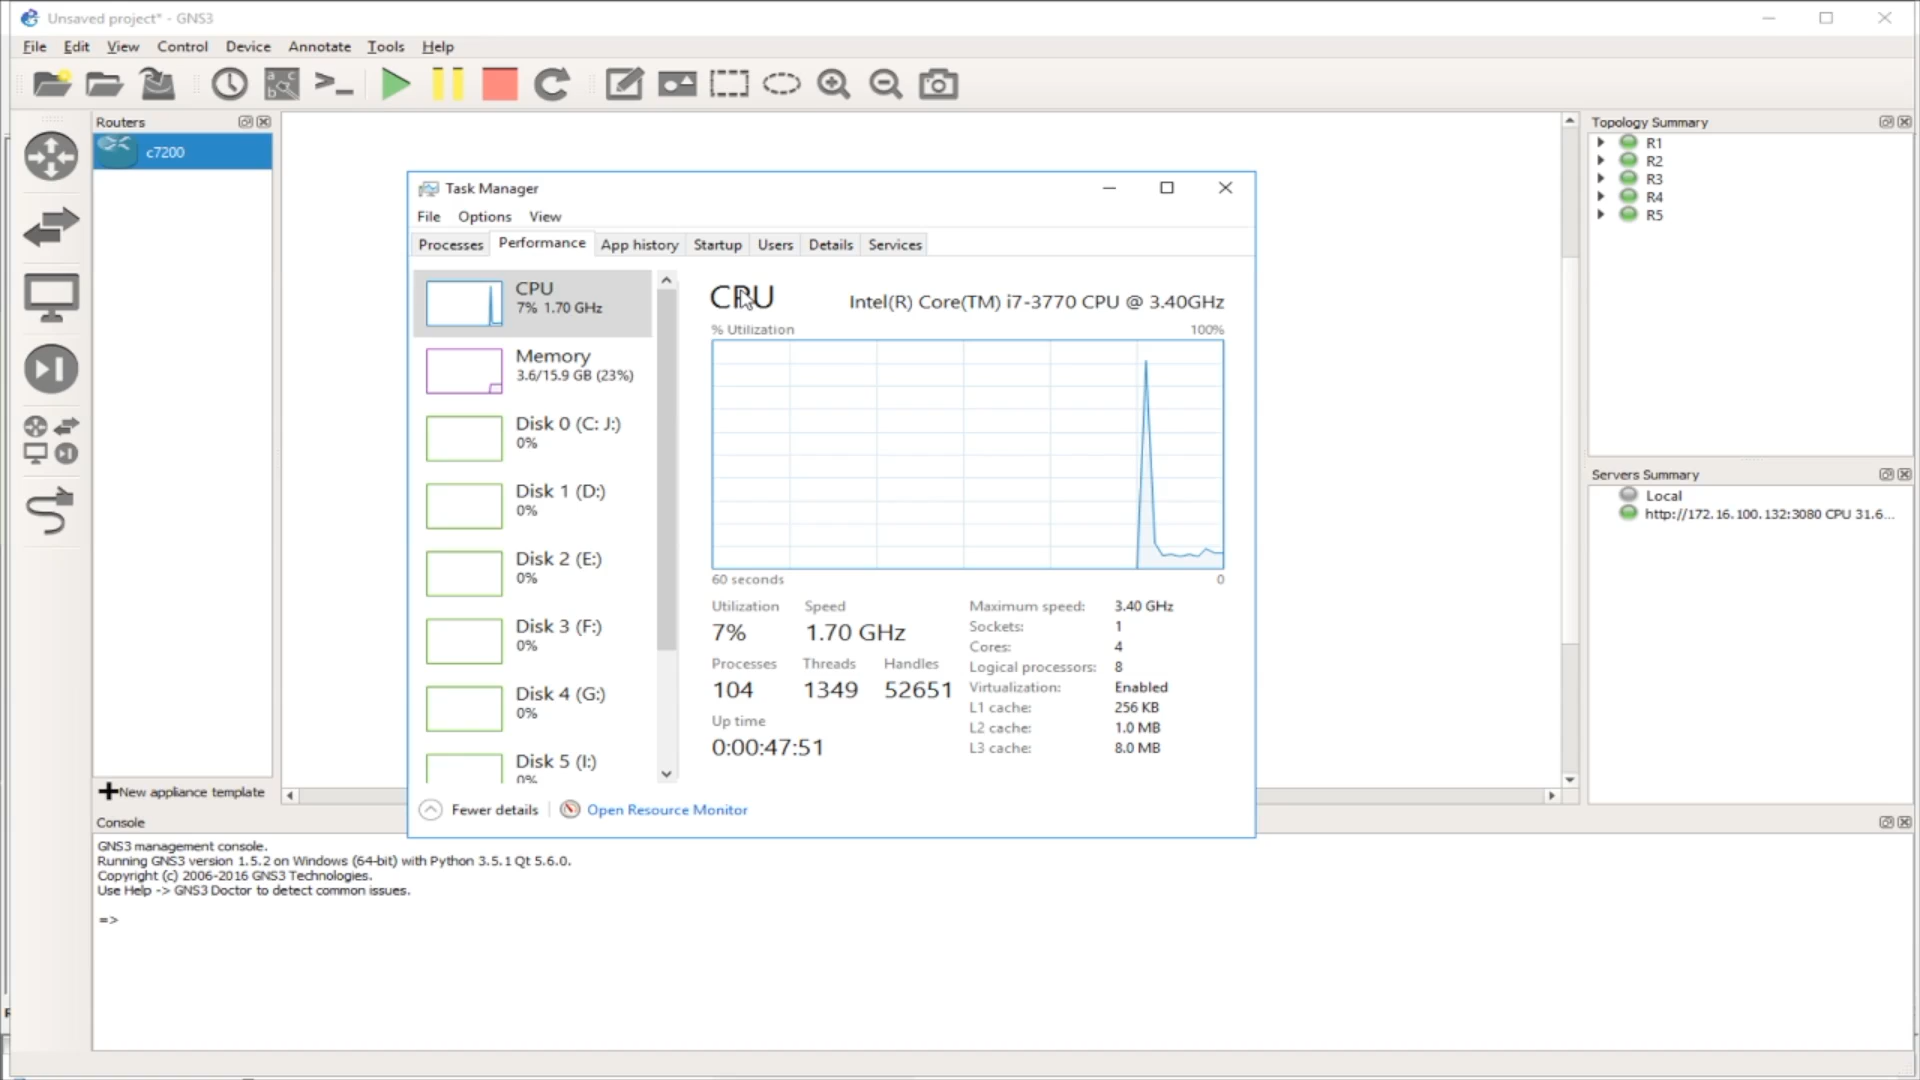 Unsaved project* - GNS3
File Edit View Control Device Annotate Tools Help
Routers
c7200
New appliance template
Task Manager
File Options View
Processes Performance App history Startup Users Details Services
CPU
7% 1.70 GHz
Memory
3.6/15.9 GB (23%)
Disk 0 (C: J:)
0%
Disk 1 (D:)
0%
Disk 2 (E:)
0%
Disk 3 (F:)
0%
Disk 4 (G:)
0%
Disk 5 (I:)
0%
CPU Intel(R) Core(TM) i7-3770 CPU @ 3.40GHz
% Utilization 100%
60 seconds 0
Utilization Speed
7% 1.70 GHz
Processes Threads Handles
104 1349 52651
Up time
0:00:47:51
Maximum speed: 3.40 GHz
Sockets: 1
Cores: 4
Logical processors: 8
Virtualization: Enabled
L1 cache: 256 KB
L2 cache: 1.0 MB
L3 cache: 8.0 MB
Fewer details Open Resource Monitor
Topology Summary
R1
R2
R3
R4
R5
Servers Summary
Local
http://172.16.100.132:3080 CPU 31.6...
Console
GNS3 management console.
Running GNS3 version 1.5.2 on Windows (64-bit) with Python 3.5.1 Qt 5.6.0.
Copyright (c) 2006-2016 GNS3 Technologies.
Use Help -> GNS3 Doctor to detect common issues.
=>